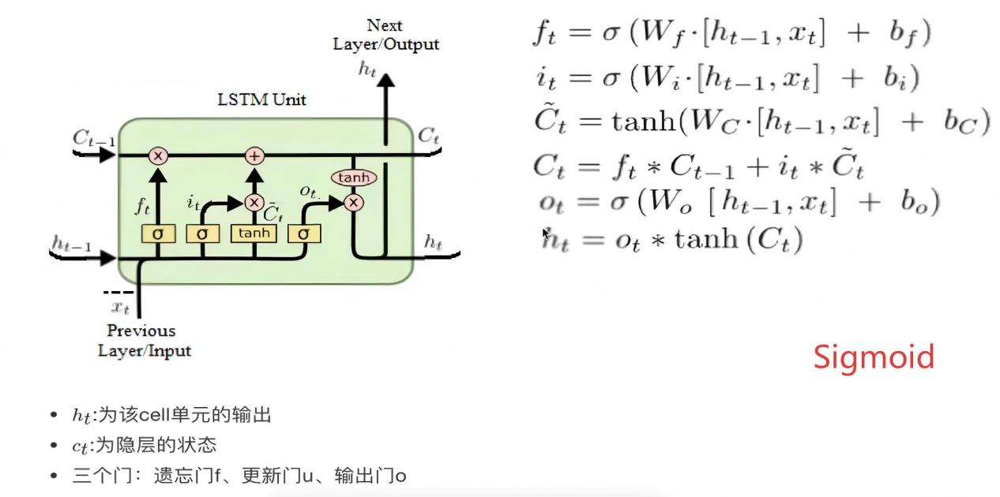 Next
Layer/Output
h_t
LSTM Unit
C_{t-1}
C_t
x
+
tanh
f_t
i_t
x
C̃_t
o_t
x
σ
σ
tanh
σ
h_{t-1}
h_t
x_t
Previous
Layer/Input
f_t = σ (W_f · [h_{t-1}, x_t] + b_f)
i_t = σ (W_i · [h_{t-1}, x_t] + b_i)
C̃_t = tanh(W_C · [h_{t-1}, x_t] + b_C)
C_t = f_t * C_{t-1} + i_t * C̃_t
o_t = σ (W_o [h_{t-1}, x_t] + b_o)
h_t = o_t * tanh (C_t)
Sigmoid
• h_t:为该cell单元的输出
• c_t:为隐层的状态
• 三个门：遗忘门f、更新门u、输出门o